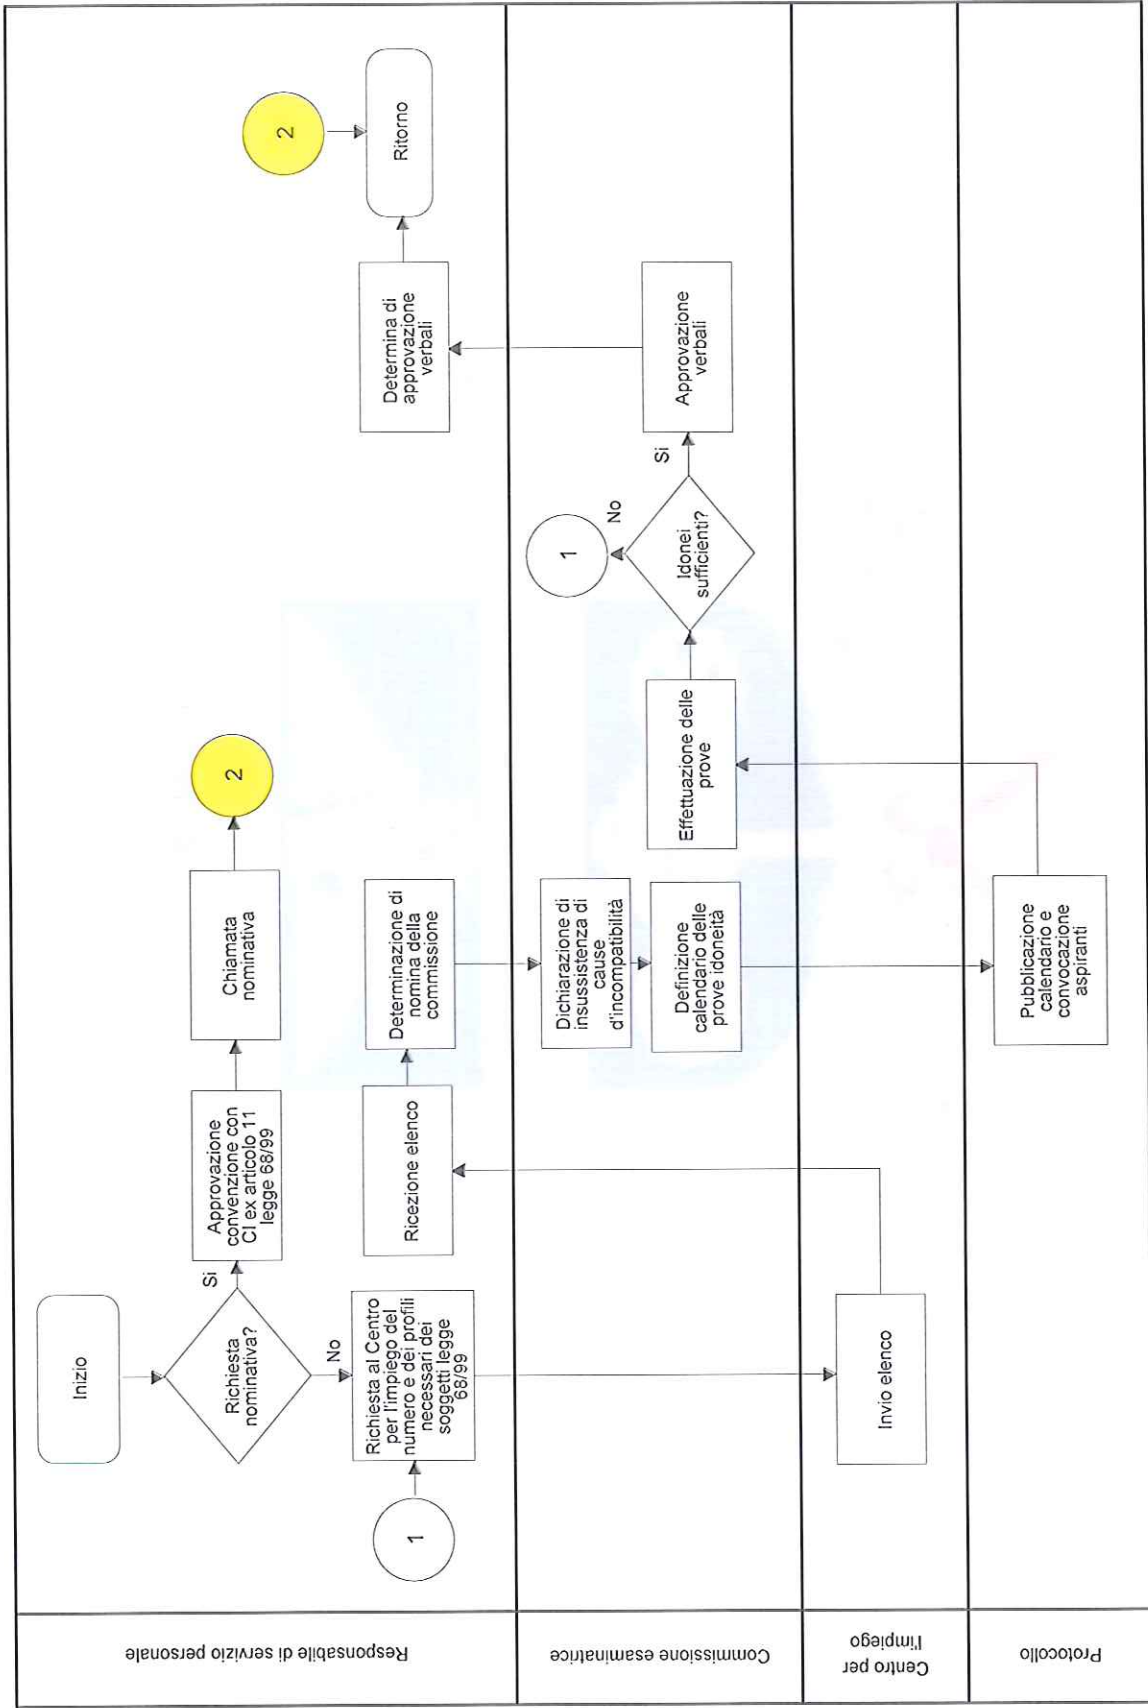 Responsabile di servizio personale
Inizio
Richiesta
nominativa?
Si
No
Approvazione
convenzione con
CI ex articolo 11
legge 68/99
Chiamata
nominativa
2
1
Richiesta al Centro
per l'impiego del
numero e dei profili
necessari dei
soggetti legge
68/99
Ricezione elenco
Determinazione di
nomina della
commissione
Determina di
approvazione
verbali
2
Ritorno
Commissione esaminatrice
Dichiarazione di
insussistenza di
cause
d'incompatibilità
Definizione
calendario delle
prove idoneità
Effettuazione delle
prove
Idonei
sufficienti?
No
1
Si
Approvazione
verbali
Centro per
l'impiego
Invio elenco
Protocollo
Pubblicazione
calendario e
convocazione
aspiranti